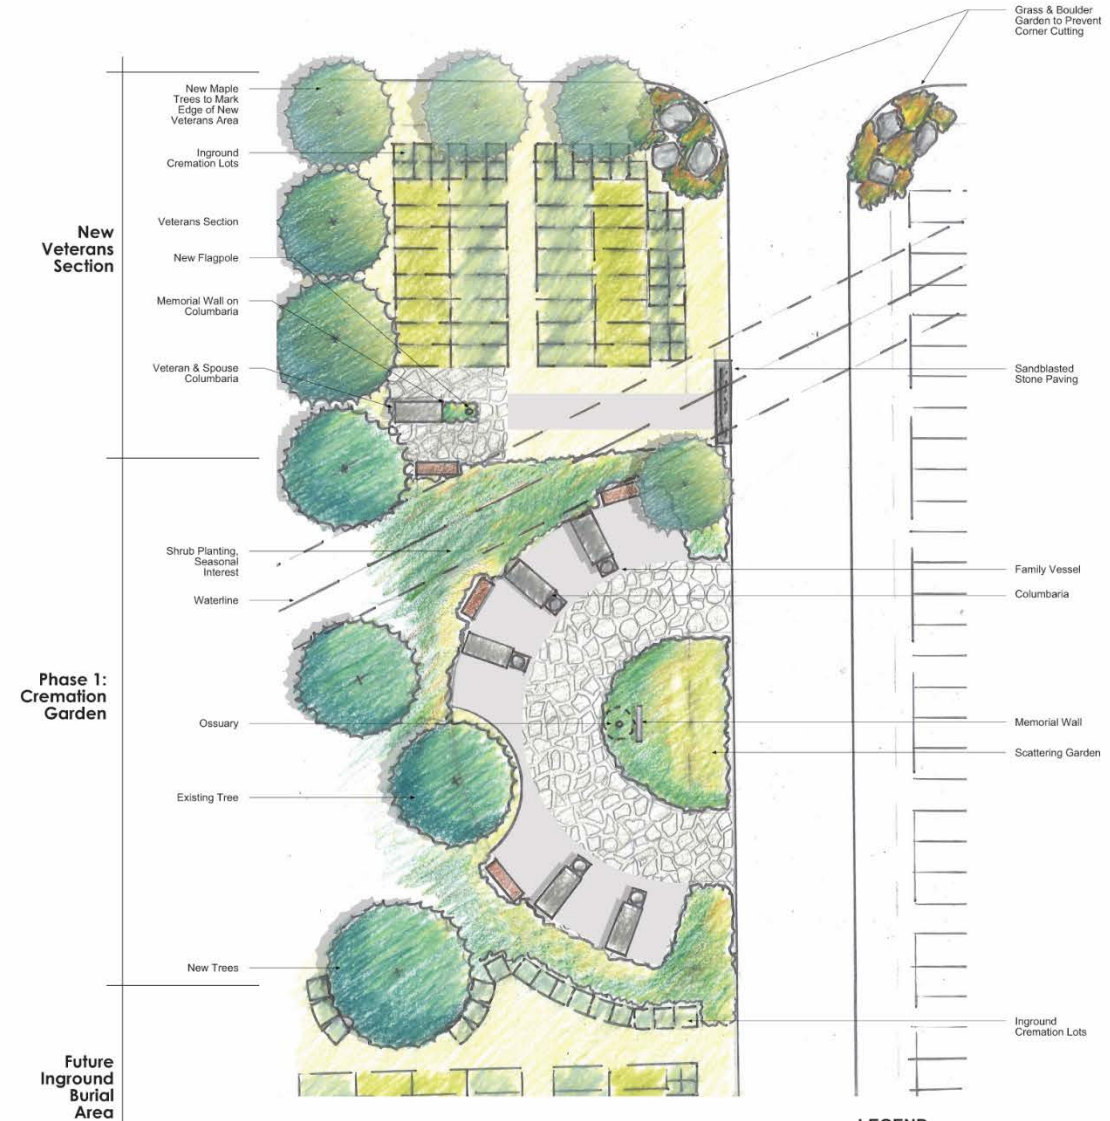 Grass & Boulder
Garden to Prevent
Corner Cutting
New Maple
Trees to Mark
Edge of New
Veterans Area
Inground
Cremation Lots
Veterans Section
New
Veterans
Section
New Flagpole
Memorial Wall on
Columbaria
Veteran & Spouse
Columbaria
Sandblasted
Stone Paving
Shrub Planting,
Seasonal
Interest
Waterline
Family Vessel
Columbaria
Phase 1:
Cremation
Garden
Ossuary
Memorial Wall
Scattering Garden
Existing Tree
New Trees
Inground
Cremation Lots
Future
Inground
Burial
Area
LEGEND